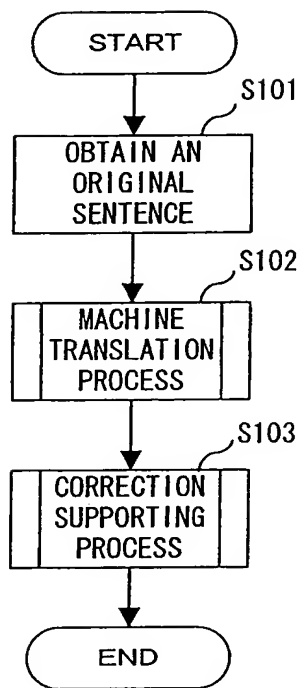 START
S101
OBTAIN AN
ORIGINAL
SENTENCE
S102
MACHINE
TRANSLATION
PROCESS
S103
CORRECTION
SUPPORTING
PROCESS
END